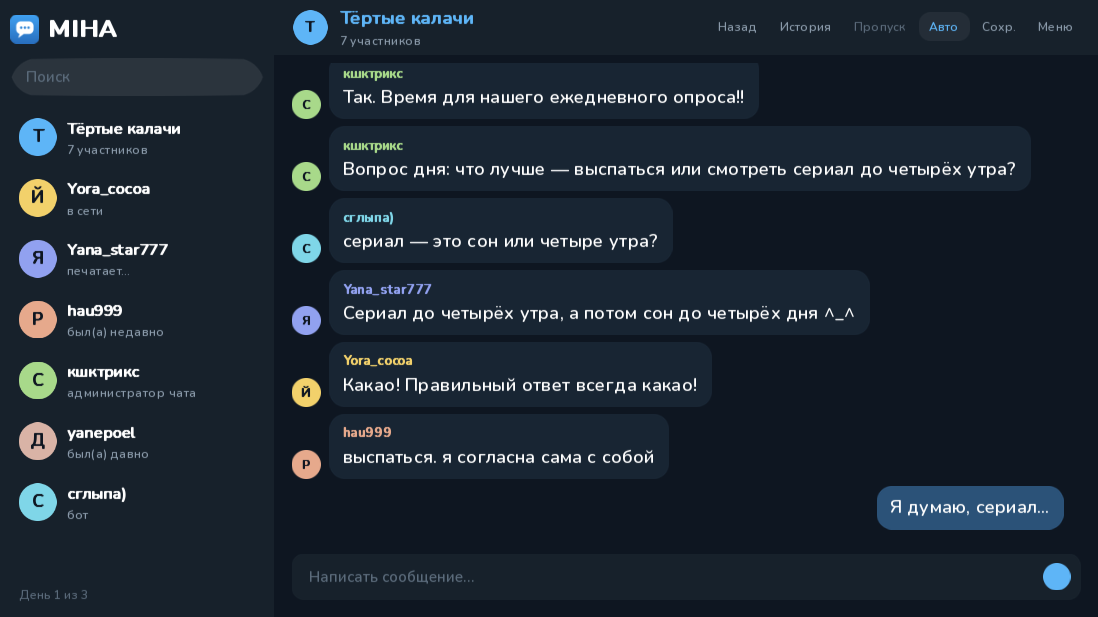 MIHA
Поиск
Т
Тёртые калачи
7 участников
Й
Yora_cocoa
в сети
Я
Yana_star777
печатает...
Р
hau999
был(а) недавно
С
кшктрикс
администратор чата
Д
yanepoel
был(а) давно
С
сглыпа)
бот
День 1 из 3
Т
Тёртые калачи
7 участников
Назад
История
Пропуск
Авто
Сохр.
Меню
кшктрикс
С
Так. Время для нашего ежедневного опроса!!
кшктрикс
С
Вопрос дня: что лучше — выспаться или смотреть сериал до четырёх утра?
сглыпа)
С
сериал — это сон или четыре утра?
Yana_star777
Я
Сериал до четырёх утра, а потом сон до четырёх дня ^_^
Yora_cocoa
Й
Какао! Правильный ответ всегда какао!
hau999
Р
выспаться. я согласна сама с собой
Я думаю, сериал...
Написать сообщение...